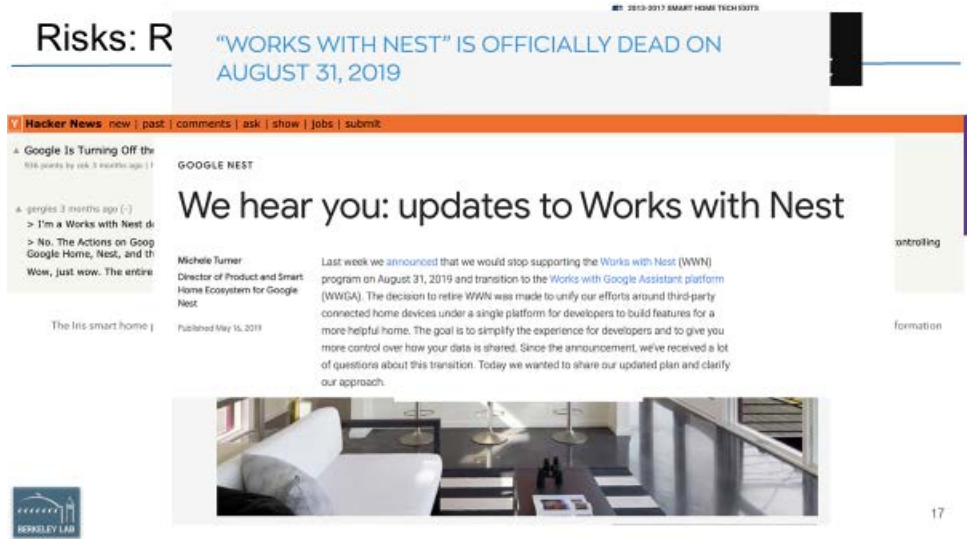 2013-2017 SMART HOME TECH EXITS
Risks: R
“WORKS WITH NEST” IS OFFICIALLY DEAD ON
AUGUST 31, 2019
Y Hacker News new | past | comments | ask | show | jobs | submit
Google Is Turning Off the
GOOGLE NEST
We hear you: updates to Works with Nest
gergles 3 months ago [-]
> I'm a Works with Nest de
> No. The Actions on Goog
Google Home, Nest, and th
Wow, just wow. The entire
ontrolling
Michele Turner
Director of Product and Smart
Home Ecosystem for Google
Nest
Published May 16, 2019
Last week we announced that we would stop supporting the Works with Nest (WWN)
program on August 31, 2019 and transition to the Works with Google Assistant platform
(WWGA). The decision to retire WWN was made to unify our efforts around third-party
connected home devices under a single platform for developers to build features for a
more helpful home. The goal is to simplify the experience for developers and to give you
more control over how your data is shared. Since the announcement, we've received a lot
of questions about this transition. Today we wanted to share our updated plan and clarify
our approach.
The Iris smart home p
formation
BERKELEY LAB
17